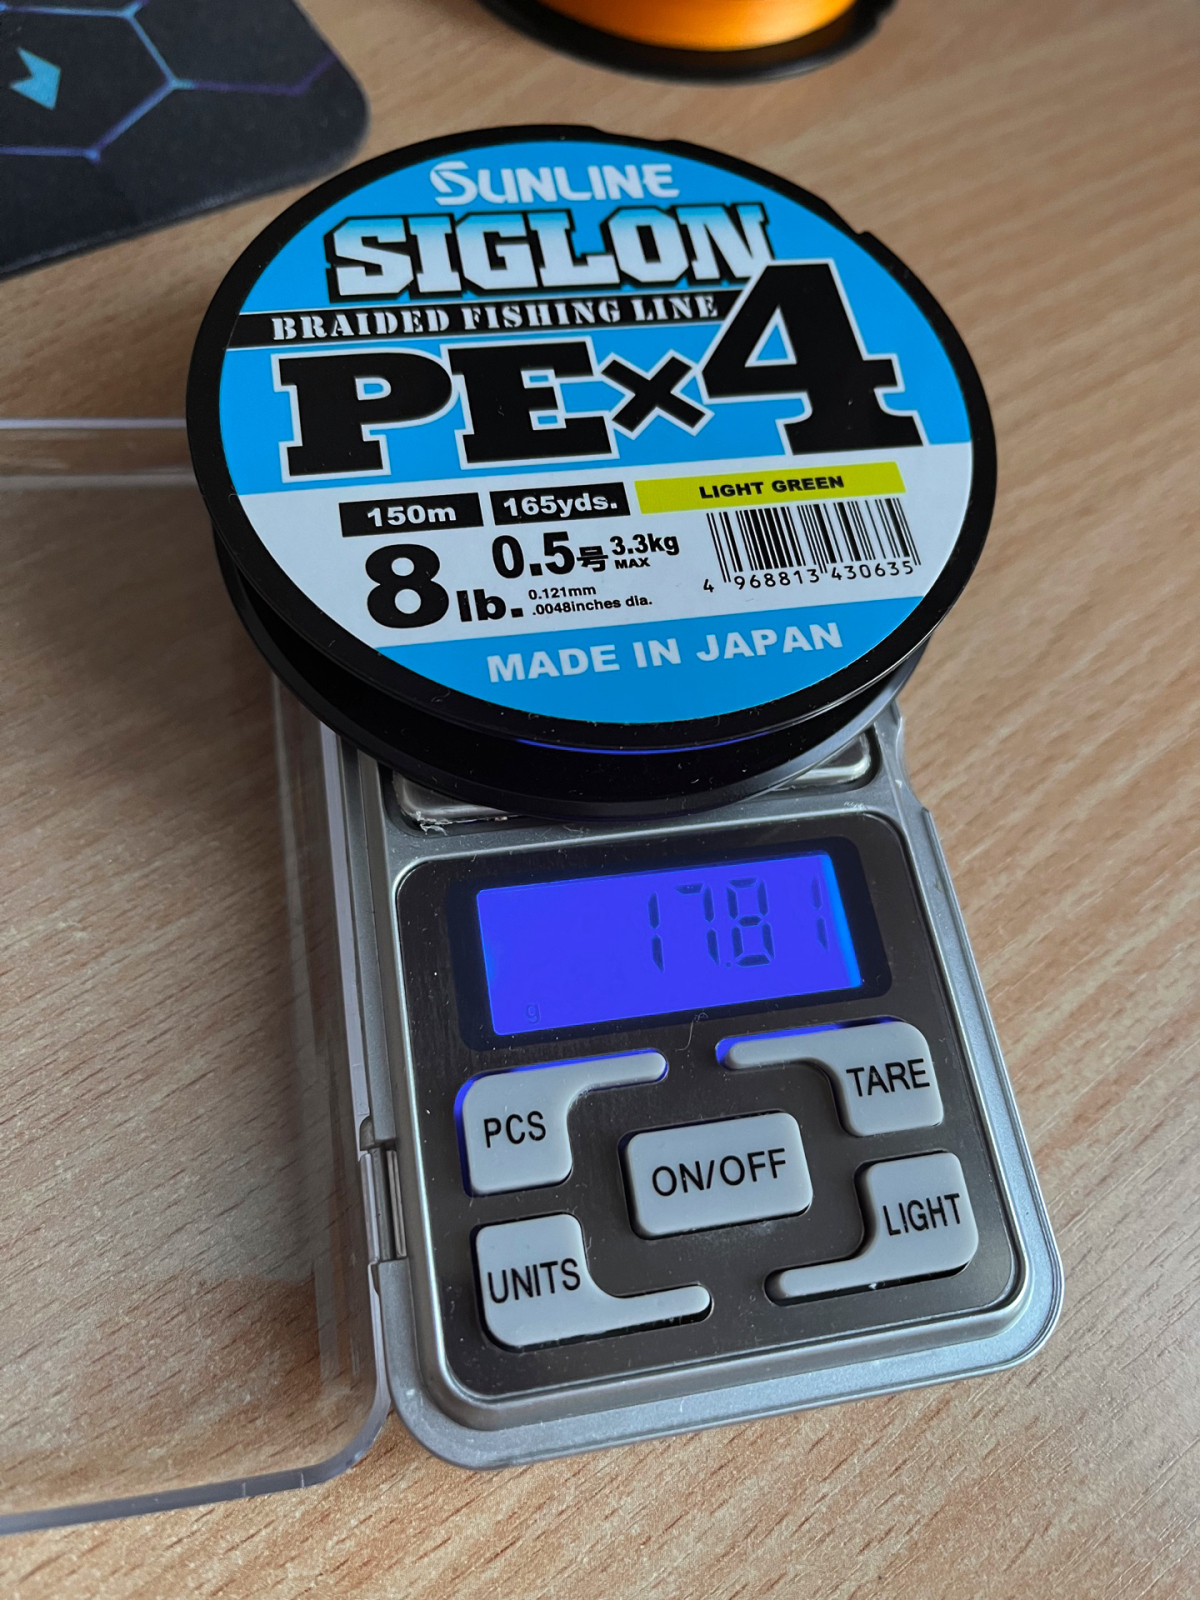 SUNLINE
SIGLON
BRAIDED FISHING LINE
PE×4
150m 165yds. LIGHT GREEN
8lb. 0.5号 3.3kg MAX
0.121mm
.0048inches dia.
4 968813 430635
MADE IN JAPAN
17.81
g
PCS
TARE
ON/OFF
UNITS
LIGHT